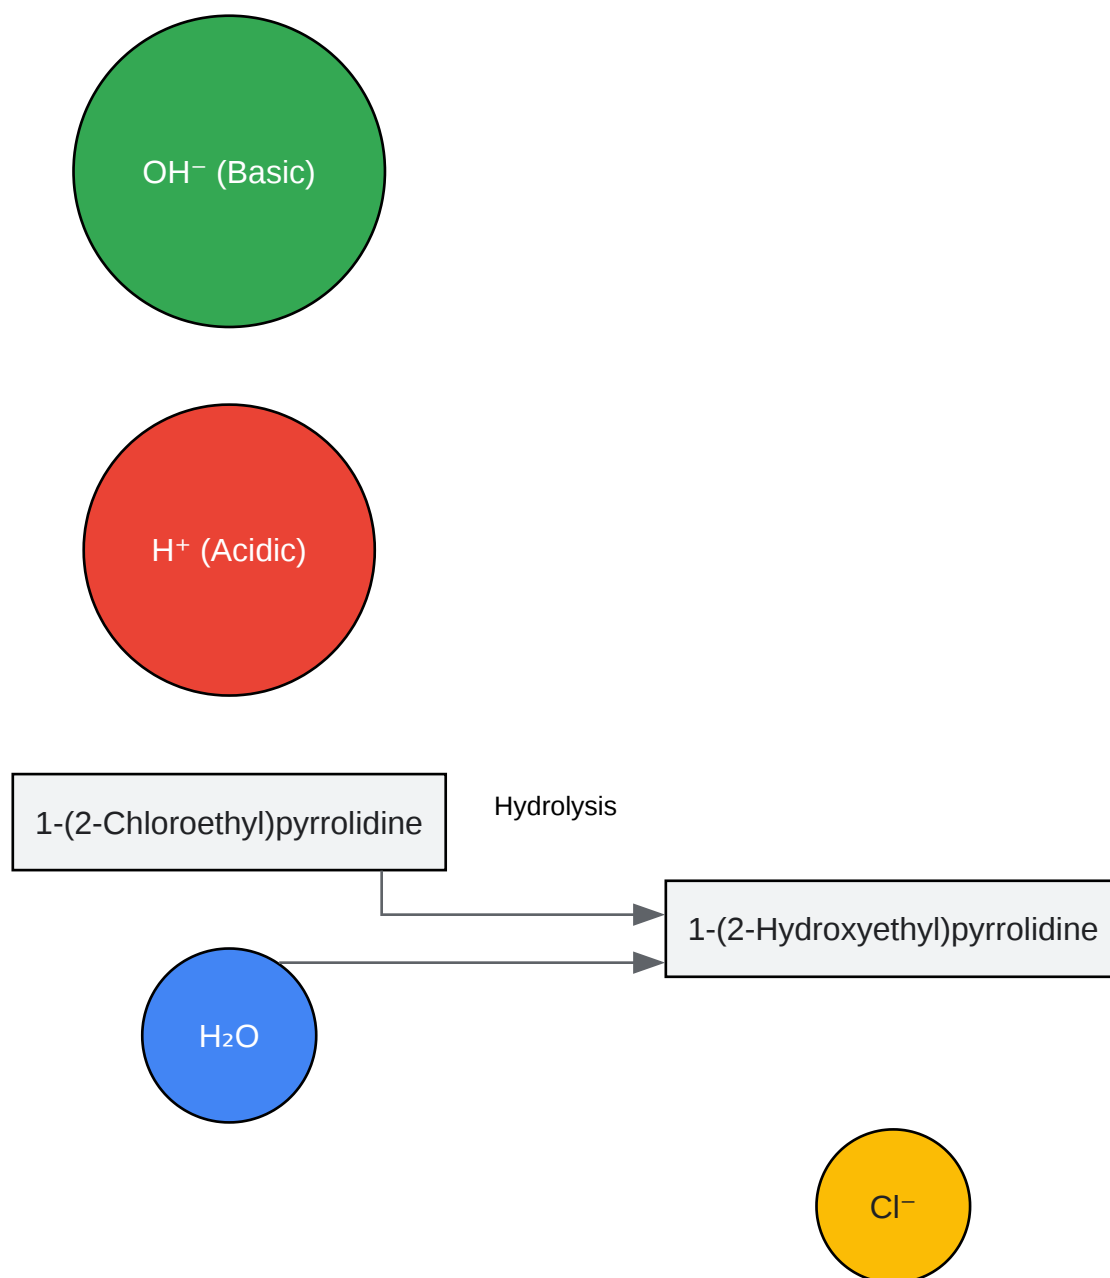 OH⁻ (Basic)
H⁺ (Acidic)
1-(2-Chloroethyl)pyrrolidine
Hydrolysis
1-(2-Hydroxyethyl)pyrrolidine
H₂O
Cl⁻